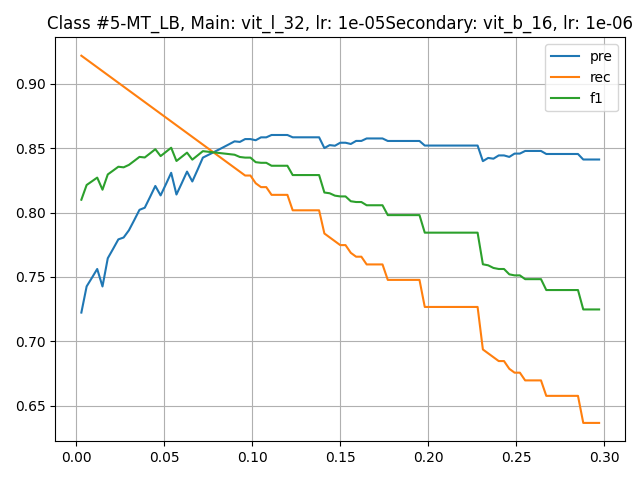 Class #5-MT_LB, Main: vit_l_32, lr: 1e-05Secondary: vit_b_16, lr: 1e-06
pre
rec
f1
0.90
0.85
0.80
0.75
0.70
0.65
0.00 0.05 0.10 0.15 0.20 0.25 0.30